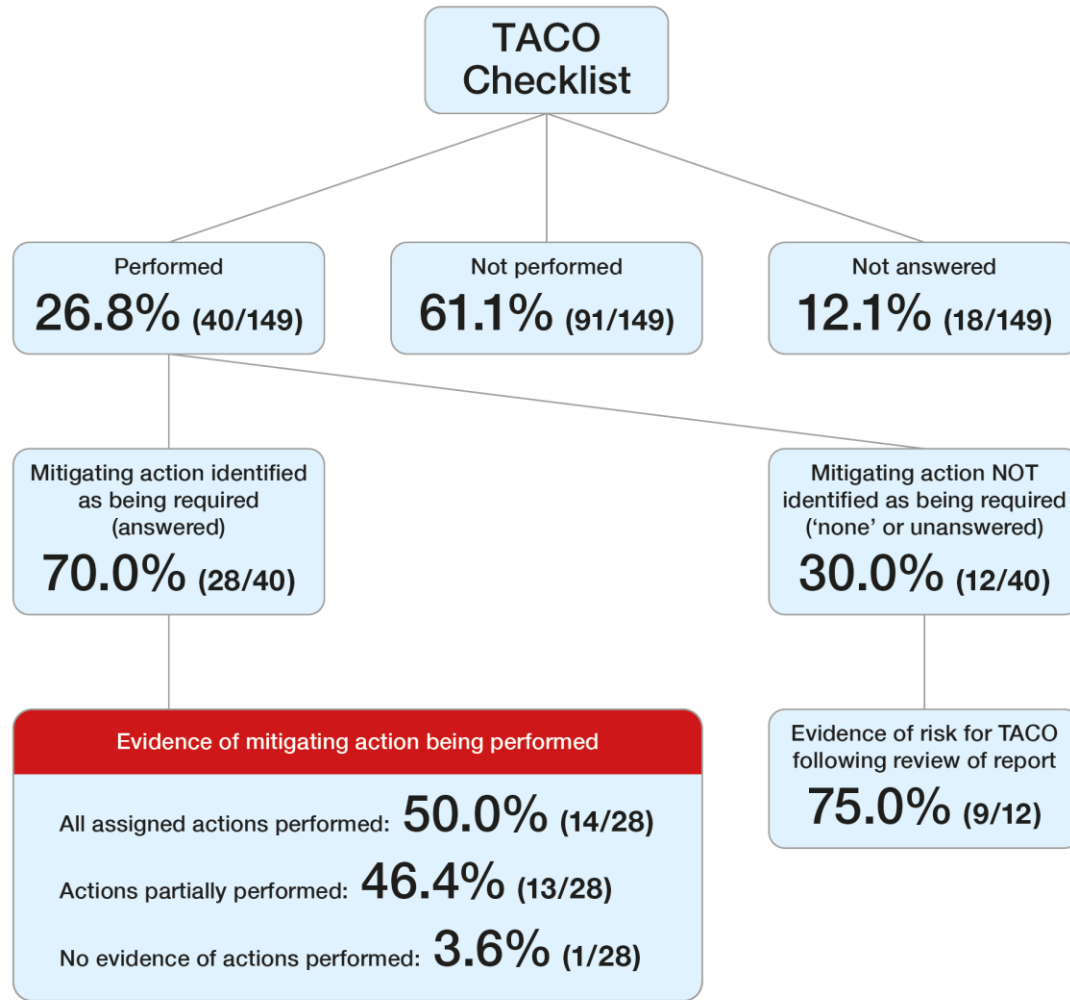 TACO
Checklist
Performed
26.8% (40/149)
Not performed
61.1% (91/149)
Not answered
12.1% (18/149)
Mitigating action identified
as being required
(answered)
70.0% (28/40)
Mitigating action NOT
identified as being required
(‘none’ or unanswered)
30.0% (12/40)
Evidence of mitigating action being performed
All assigned actions performed: 50.0% (14/28)
Actions partially performed: 46.4% (13/28)
No evidence of actions performed: 3.6% (1/28)
Evidence of risk for TACO
following review of report
75.0% (9/12)